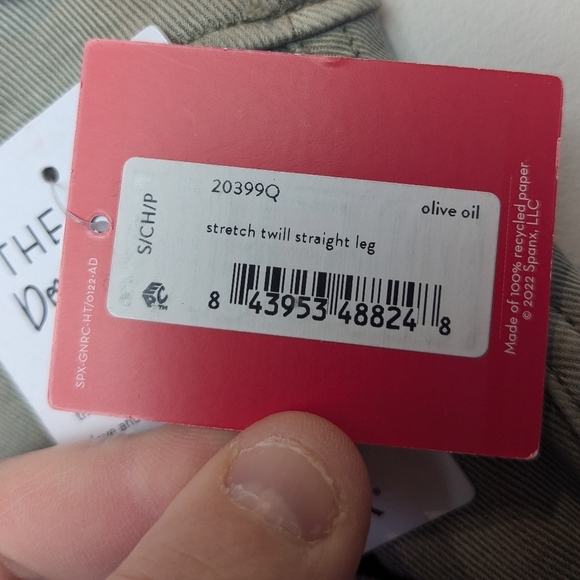 THE
20399Q
olive oil
S/CH/P
stretch twill straight leg
EPC™
8 43953 48824 8
SPX-GNRC-HT/0122-AD
Made of 100% recycled paper
© 2022 Spanx, LLC